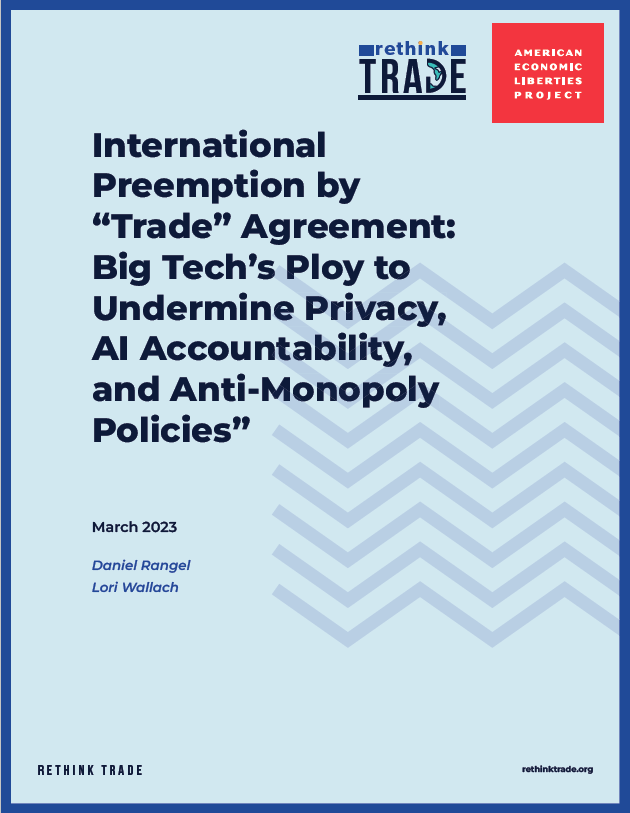 rethink
TRADE
AMERICAN
ECONOMIC
LIBERTIES
PROJECT
International
Preemption by
“Trade” Agreement:
Big Tech’s Ploy to
Undermine Privacy,
AI Accountability,
and Anti-Monopoly
Policies”
March 2023
Daniel Rangel
Lori Wallach
RETHINK TRADE
rethinktrade.org